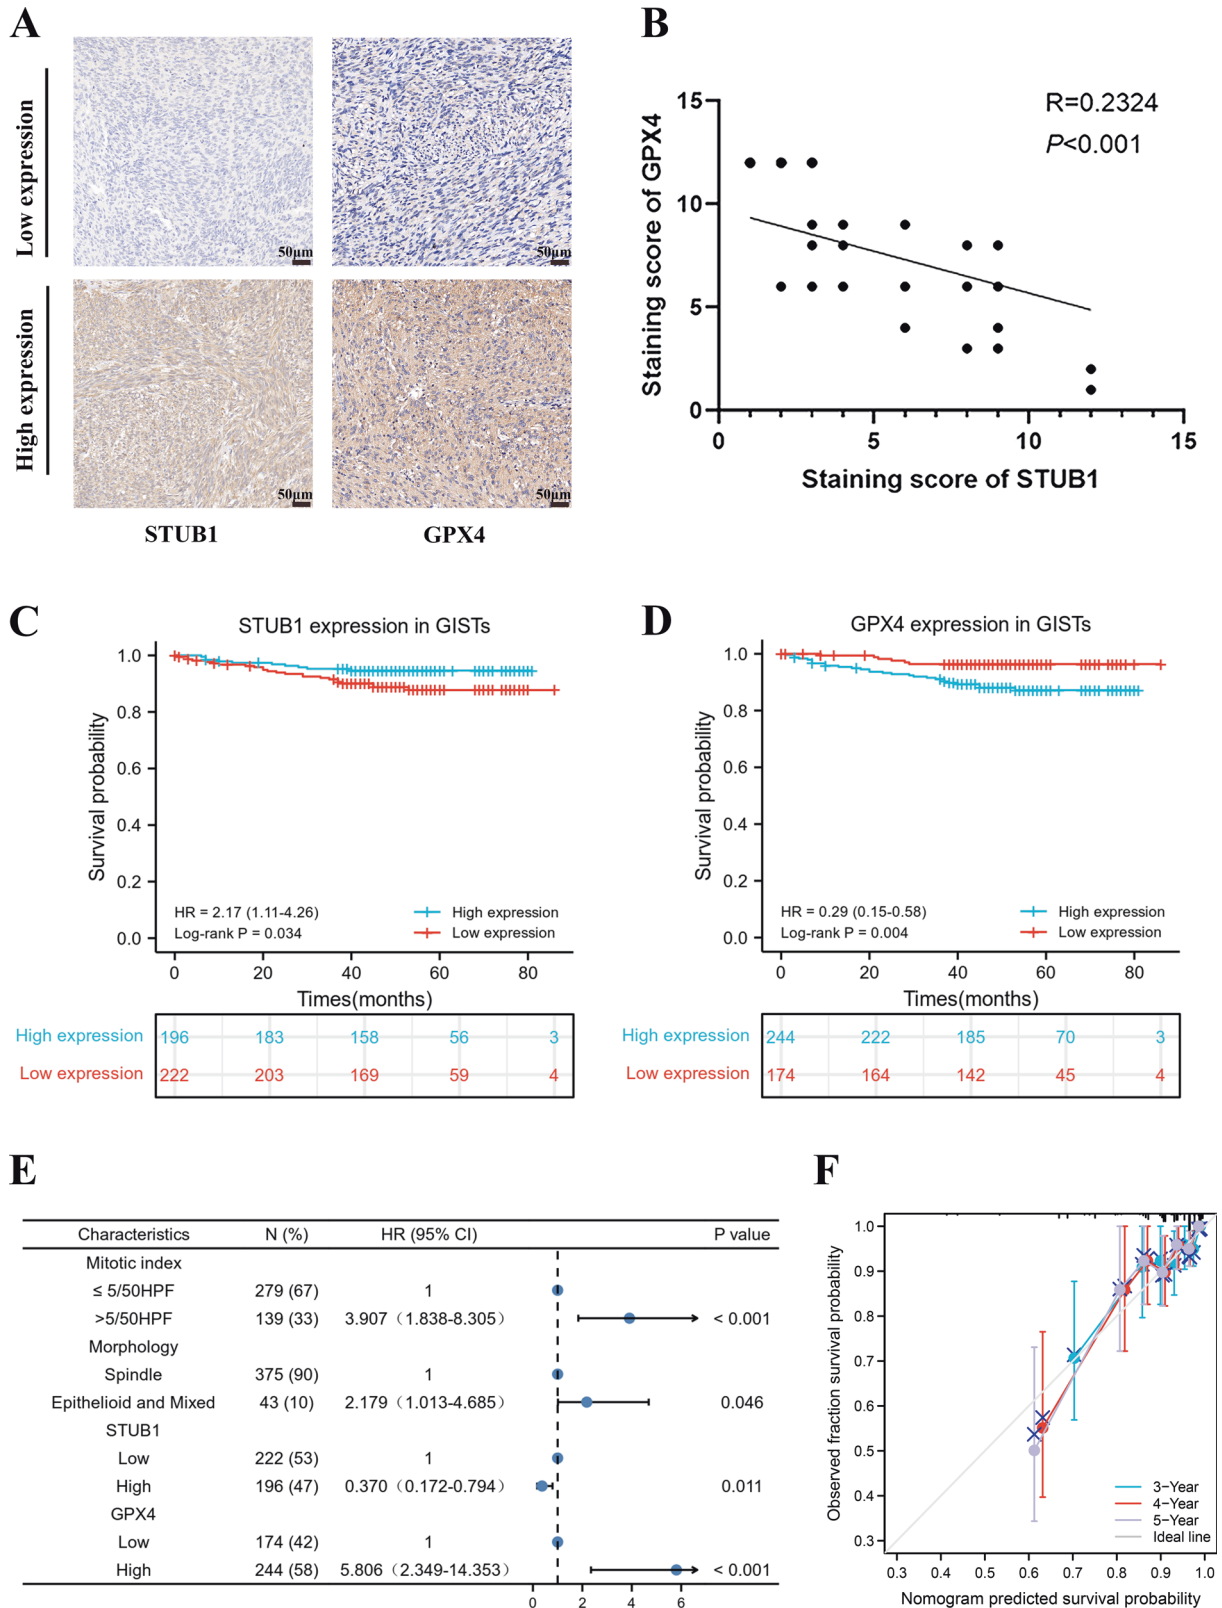 A
Low expression
High expression
50μm
50μm
50μm
50μm
STUB1
GPX4
B
R=0.2324
P<0.001
Staining score of GPX4
15
10
5
0
0 5 10 15
Staining score of STUB1
C
STUB1 expression in GISTs
Survival probability
1.0
0.8
0.6
0.4
0.2
0.0
HR = 2.17 (1.11-4.26)
Log-rank P = 0.034
High expression
Low expression
0 20 40 60 80
Times(months)
High expression 196 183 158 56 3
Low expression 222 203 169 59 4
D
GPX4 expression in GISTs
Survival probability
1.0
0.8
0.6
0.4
0.2
0.0
HR = 0.29 (0.15-0.58)
Log-rank P = 0.004
High expression
Low expression
0 20 40 60 80
Times(months)
High expression 244 222 185 70 3
Low expression 174 164 142 45 4
E
Characteristics N (%) HR (95% CI) P value
Mitotic index
≤ 5/50HPF 279 (67) 1
>5/50HPF 139 (33) 3.907（1.838-8.305） < 0.001
Morphology
Spindle 375 (90) 1
Epithelioid and Mixed 43 (10) 2.179（1.013-4.685） 0.046
STUB1
Low 222 (53) 1
High 196 (47) 0.370（0.172-0.794） 0.011
GPX4
Low 174 (42) 1
High 244 (58) 5.806（2.349-14.353） < 0.001
0 2 4 6
F
Observed fraction survival probability
1.0
0.9
0.8
0.7
0.6
0.5
0.4
0.3
3-Year
4-Year
5-Year
Ideal line
0.3 0.4 0.5 0.6 0.7 0.8 0.9 1.0
Nomogram predicted survival probability